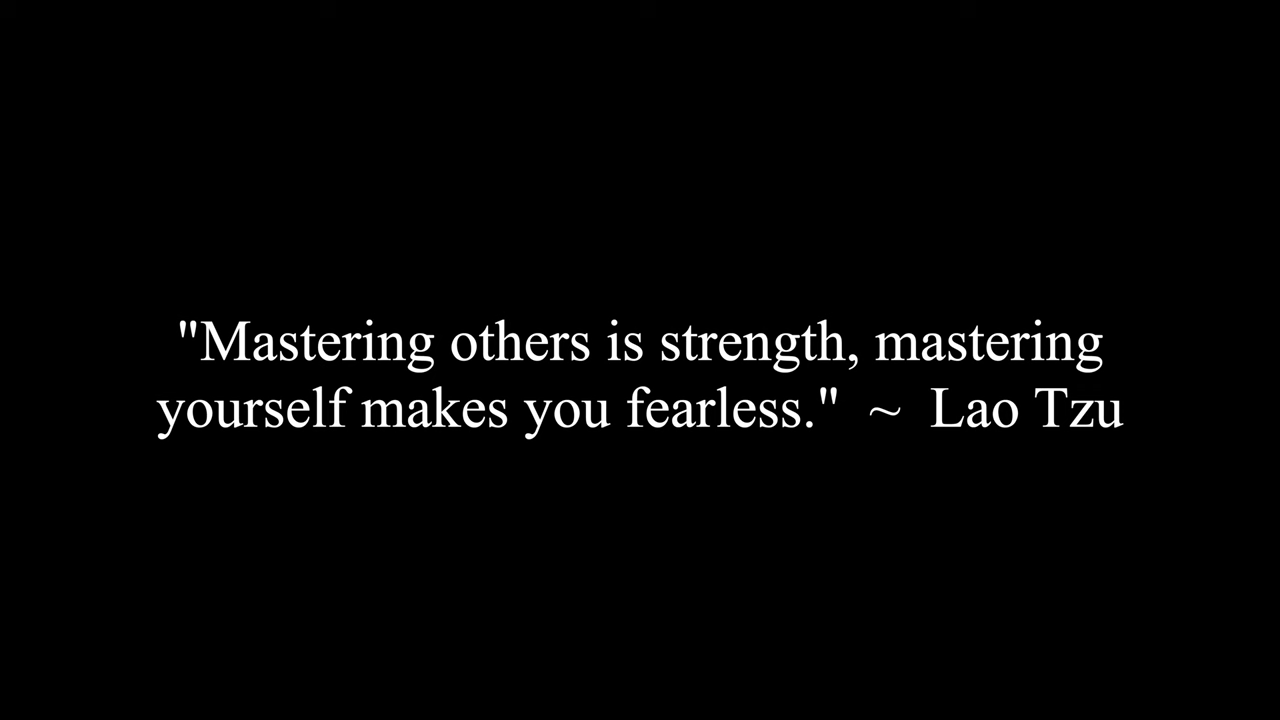 "Mastering others is strength, mastering
yourself makes you fearless."  ~  Lao Tzu